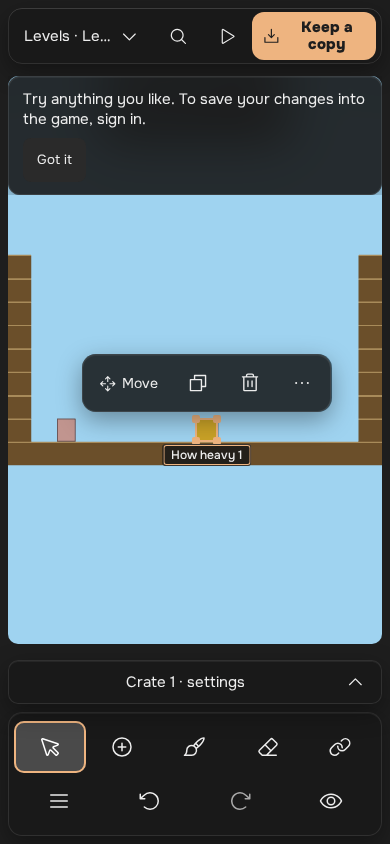 Levels · Le...
Keep a
copy
Try anything you like. To save your changes into
the game, sign in.
Got it
Move
How heavy 1
Crate 1 · settings